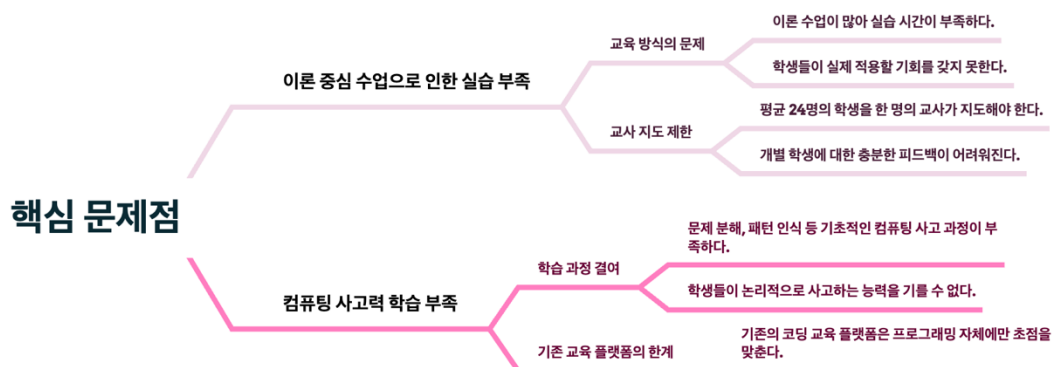 핵심 문제점
이론 중심 수업으로 인한 실습 부족
교육 방식의 문제
이론 수업이 많아 실습 시간이 부족하다.
학생들이 실제 적용할 기회를 갖지 못한다.
교사 지도 제한
평균 24명의 학생을 한 명의 교사가 지도해야 한다.
개별 학생에 대한 충분한 피드백이 어려워진다.
컴퓨팅 사고력 학습 부족
학습 과정 결여
문제 분해, 패턴 인식 등 기초적인 컴퓨팅 사고 과정이 부
족하다.
학생들이 논리적으로 사고하는 능력을 기를 수 없다.
기존 교육 플랫폼의 한계
기존의 코딩 교육 플랫폼은 프로그래밍 자체에만 초점을
맞춘다.